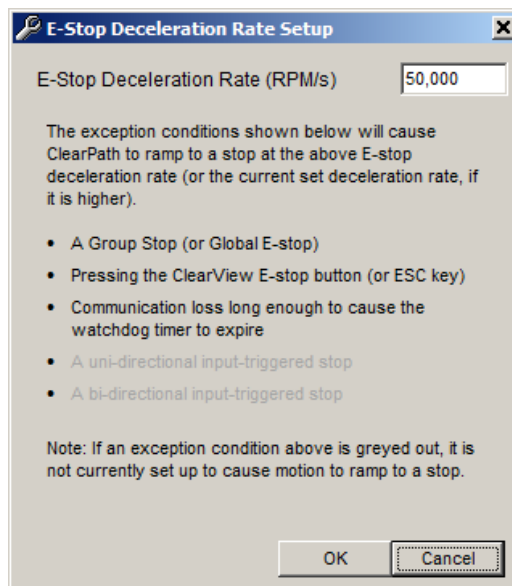 E-Stop Deceleration Rate Setup
E-Stop Deceleration Rate (RPM/s) 50,000
The exception conditions shown below will cause
ClearPath to ramp to a stop at the above E-stop
deceleration rate (or the current set deceleration rate, if
it is higher).
• A Group Stop (or Global E-stop)
• Pressing the ClearView E-stop button (or ESC key)
• Communication loss long enough to cause the
watchdog timer to expire
• A uni-directional input-triggered stop
• A bi-directional input-triggered stop
Note: If an exception condition above is greyed out, it is
not currently set up to cause motion to ramp to a stop.
OK Cancel